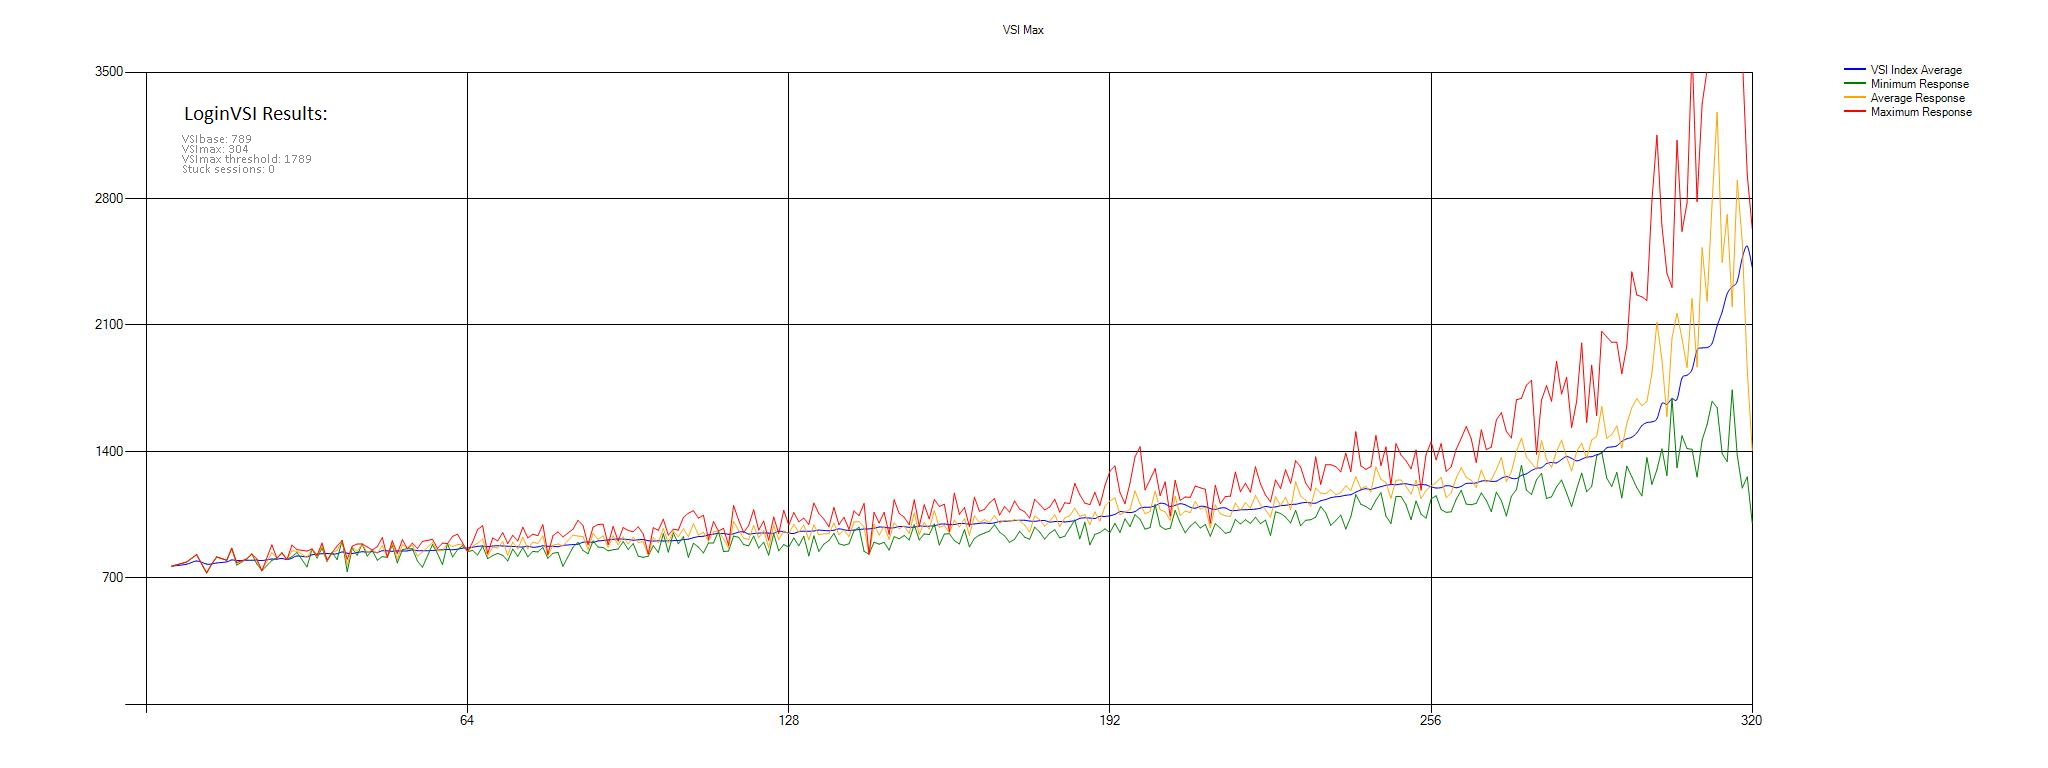 VSI Max
3500
2800
2100
1400
700
LoginVSI Results:
VSIbase: 789
VSImax: 304
VSImax threshold: 1789
Stuck sessions: 0
64
128
192
256
320
VSI Index Average
Minimum Response
Average Response
Maximum Response